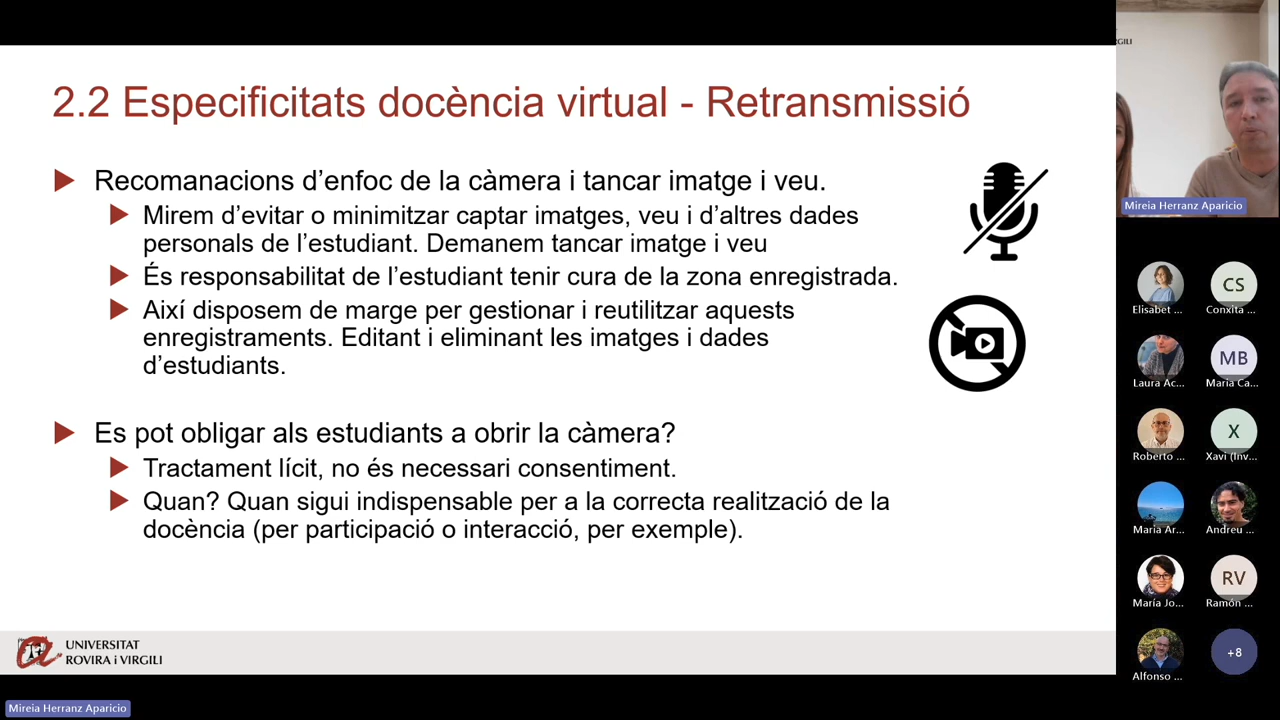 2.2 Especificitats docència virtual - Retransmissió
Recomanacions d'enfoc de la càmera i tancar imatge i veu.
Mirem d'evitar o minimitzar captar imatges, veu i d'altres dades
personals de l'estudiant. Demanem tancar imatge i veu
És responsabilitat de l'estudiant tenir cura de la zona enregistrada.
Així disposem de marge per gestionar i reutilitzar aquests
enregistraments. Editant i eliminant les imatges i dades
d'estudiants.
Es pot obligar als estudiants a obrir la càmera?
Tractament lícit, no és necessari consentiment.
Quan? Quan sigui indispensable per a la correcta realització de la
docència (per participació o interacció, per exemple).
UNIVERSITAT
ROVIRA i VIRGILI
Mireia Herranz Aparicio
RGILI
Mireia Herranz Aparicio
Elisabet ...
CS
Conxita ...
Laura Ac...
MB
Maria Ca...
Roberto ...
X
Xavi (Inv...
Maria Ar...
Andreu ...
María Jo...
RV
Ramón ...
Alfonso ...
+8